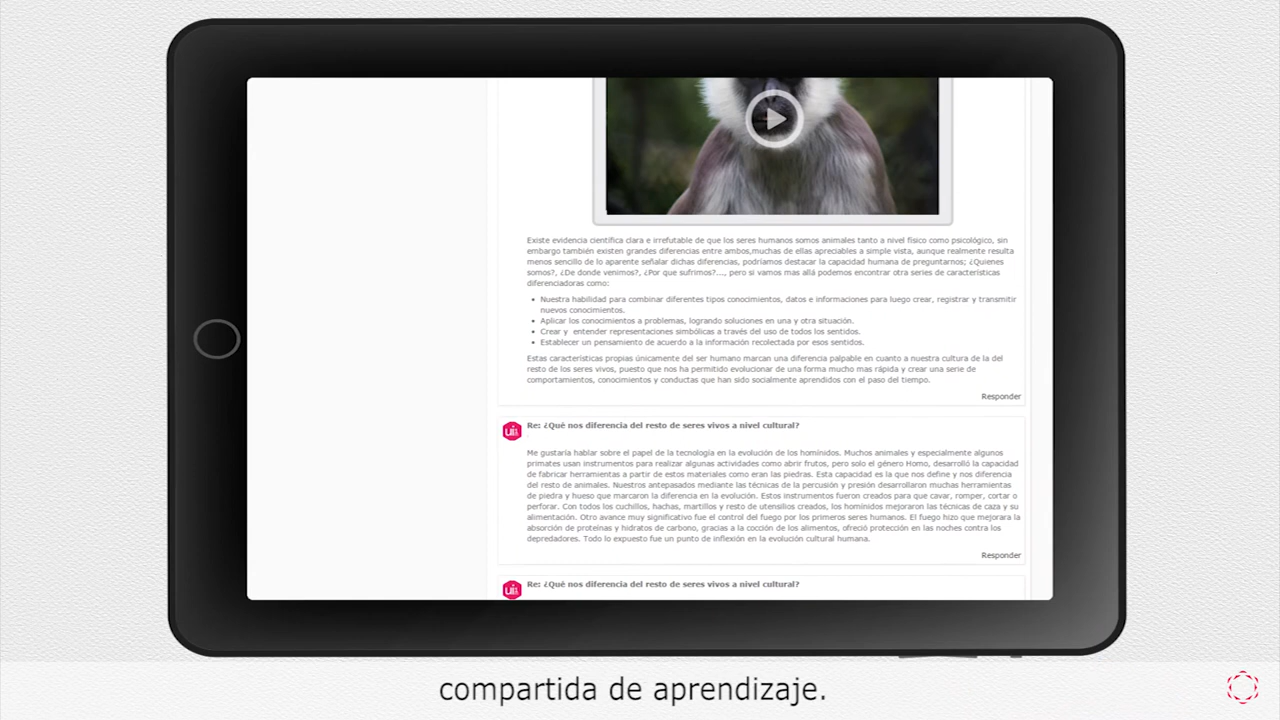 Existe evidencia científica clara e irrefutable de que los seres humanos somos animales tanto a nivel físico como psicológico, sin
embargo también existen grandes diferencias entre ambos,muchas de ellas apreciables a simple vista, aunque realmente resulta
menos sencillo de lo aparente señalar dichas diferencias, podríamos destacar la capacidad humana de preguntarnos; ¿Quienes
somos?, ¿De donde venimos?, ¿Por que sufrimos?..., pero si vamos mas allá podemos encontrar otra series de características
diferenciadoras como:
• Nuestra habilidad para combinar diferentes tipos conocimientos, datos e informaciones para luego crear, registrar y transmitir
nuevos conocimientos.
• Aplicar los conocimientos a problemas, logrando soluciones en una y otra situación.
• Crear y entender representaciones simbólicas a través del uso de todos los sentidos.
• Establecer un pensamiento de acuerdo a la información recolectada por esos sentidos.
Estas características propias únicamente del ser humano marcan una diferencia palpable en cuanto a nuestra cultura de la del
resto de los seres vivos, puesto que nos ha permitido evolucionar de una forma mucho mas rápida y crear una serie de
comportamientos, conocimientos y conductas que han sido socialmente aprendidos con el paso del tiempo.
Responder
Re: ¿Qué nos diferencia del resto de seres vivos a nivel cultural?
Me gustaría hablar sobre el papel de la tecnología en la evolución de los homínidos. Muchos animales y especialmente algunos
primates usan instrumentos para realizar algunas actividades como abrir frutos, pero solo el género Homo, desarrolló la capacidad
de fabricar herramientas a partir de estos materiales como eran las piedras. Esta capacidad es la que nos define y nos diferencia
del resto de animales. Nuestros antepasados mediante las técnicas de la percusión y presión desarrollaron muchas herramientas
de piedra y hueso que marcaron la diferencia en la evolución. Estos instrumentos fueron creados para que cavar, romper, cortar o
perforar. Con todos los cuchillos, hachas, martillos y resto de utensilios creados, los homínidos mejoraron las técnicas de caza y su
alimentación. Otro avance muy significativo fue el control del fuego por los primeros seres humanos. El fuego hizo que mejorara la
absorción de proteínas y hidratos de carbono, gracias a la cocción de los alimentos, ofreció protección en las noches contra los
depredadores. Todo lo expuesto fue un punto de inflexión en la evolución cultural humana.
Responder
Re: ¿Qué nos diferencia del resto de seres vivos a nivel cultural?
compartida de aprendizaje.